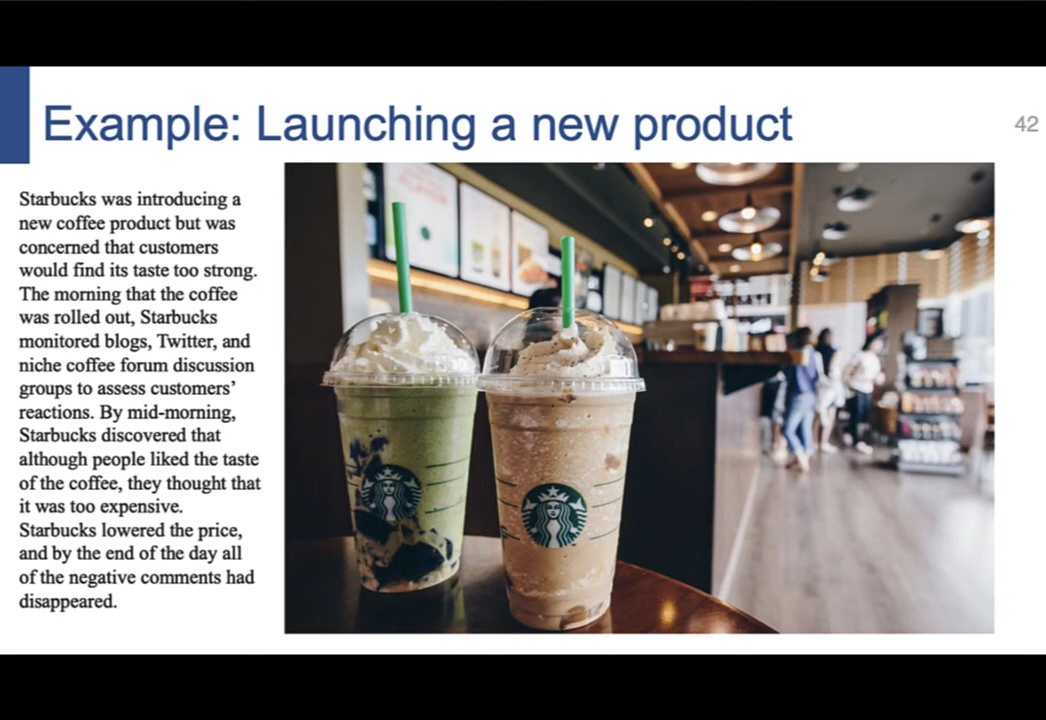 Example: Launching a new product
42
Starbucks was introducing a
new coffee product but was
concerned that customers
would find its taste too strong.
The morning that the coffee
was rolled out, Starbucks
monitored blogs, Twitter, and
niche coffee forum discussion
groups to assess customers’
reactions. By mid-morning,
Starbucks discovered that
although people liked the taste
of the coffee, they thought that
it was too expensive.
Starbucks lowered the price,
and by the end of the day all
of the negative comments had
disappeared.